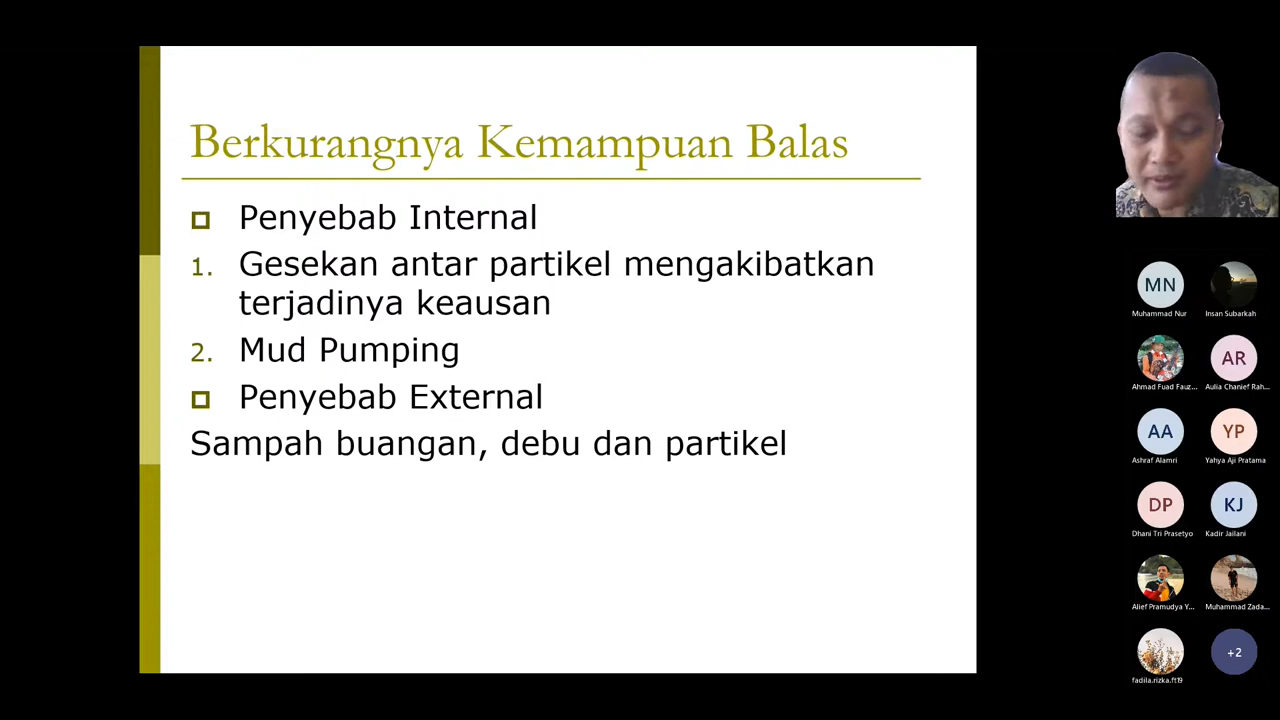 Berkurangnya Kemampuan Balas
Penyebab Internal
1. Gesekan antar partikel mengakibatkan
terjadinya keausan
2. Mud Pumping
Penyebab External
Sampah buangan, debu dan partikel
MN
Muhammad Nur
Insan Subarkah
Ahmad Fuad Fauz...
AR
Aulia Chanief Rah...
AA
Ashraf Alamri
YP
Yahya Aji Pratama
DP
Dhani Tri Prasetyo
KJ
Kadir Jailani
Alief Pramudya Y...
Muhammad Zada...
fadila.rizka.ft19
+2